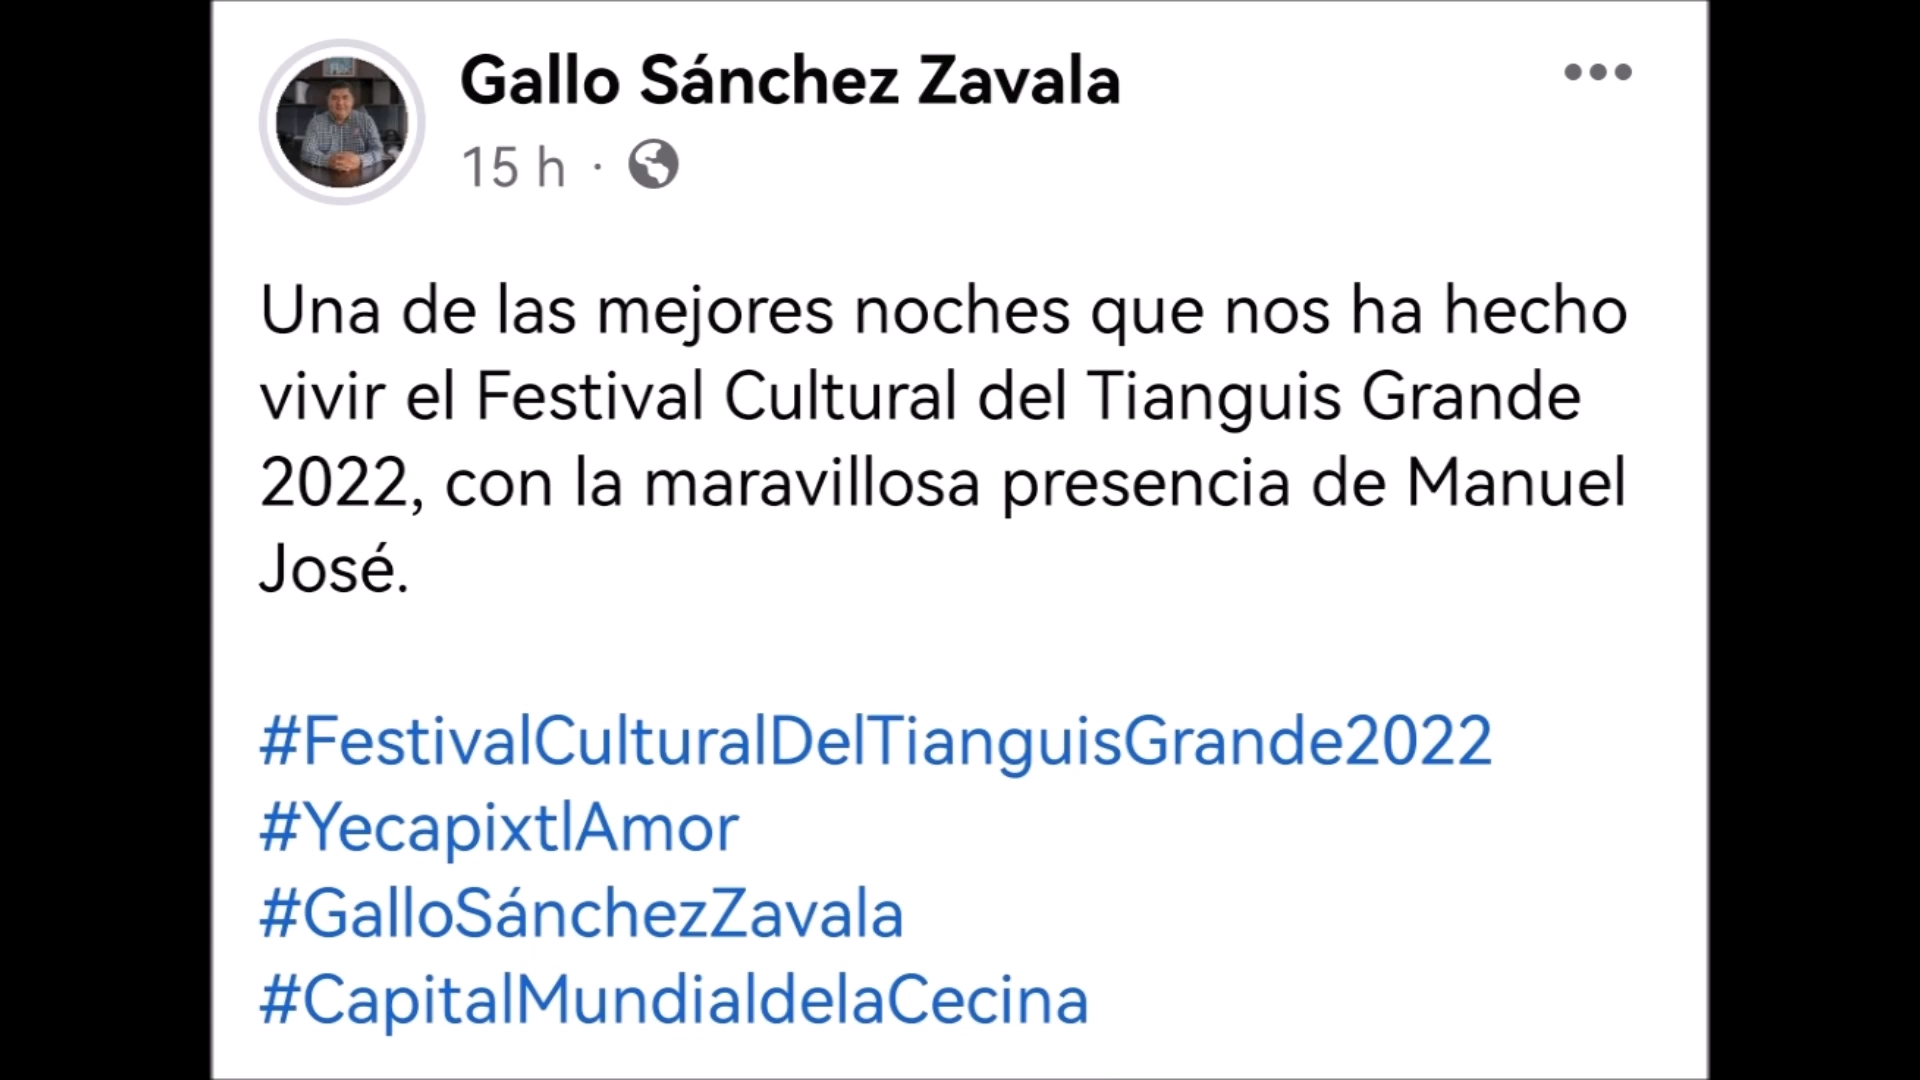 Gallo Sánchez Zavala
15 h ·
Una de las mejores noches que nos ha hecho
vivir el Festival Cultural del Tianguis Grande
2022, con la maravillosa presencia de Manuel
José.
#FestivalCulturalDelTianguisGrande2022
#YecapixtlAmor
#GalloSánchezZavala
#CapitalMundialdelaCecina